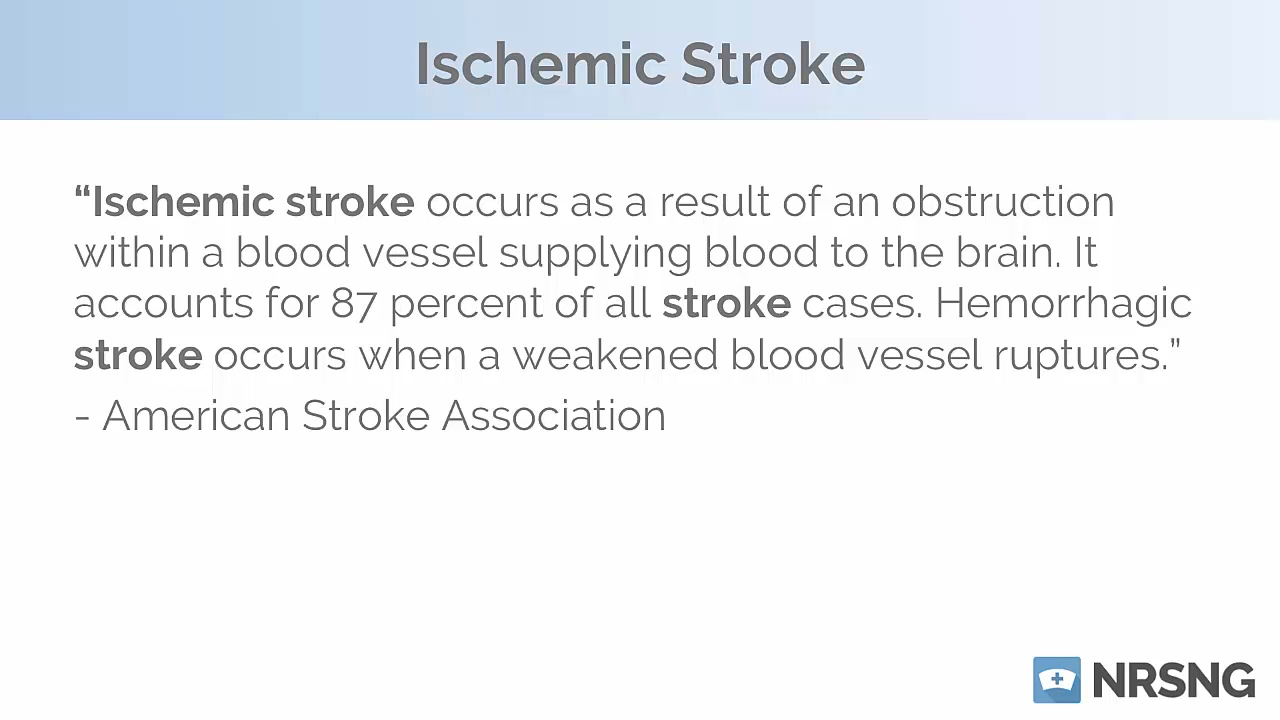 Ischemic Stroke
“Ischemic stroke occurs as a result of an obstruction
within a blood vessel supplying blood to the brain. It
accounts for 87 percent of all stroke cases. Hemorrhagic
stroke occurs when a weakened blood vessel ruptures.”
- American Stroke Association
NRSNG